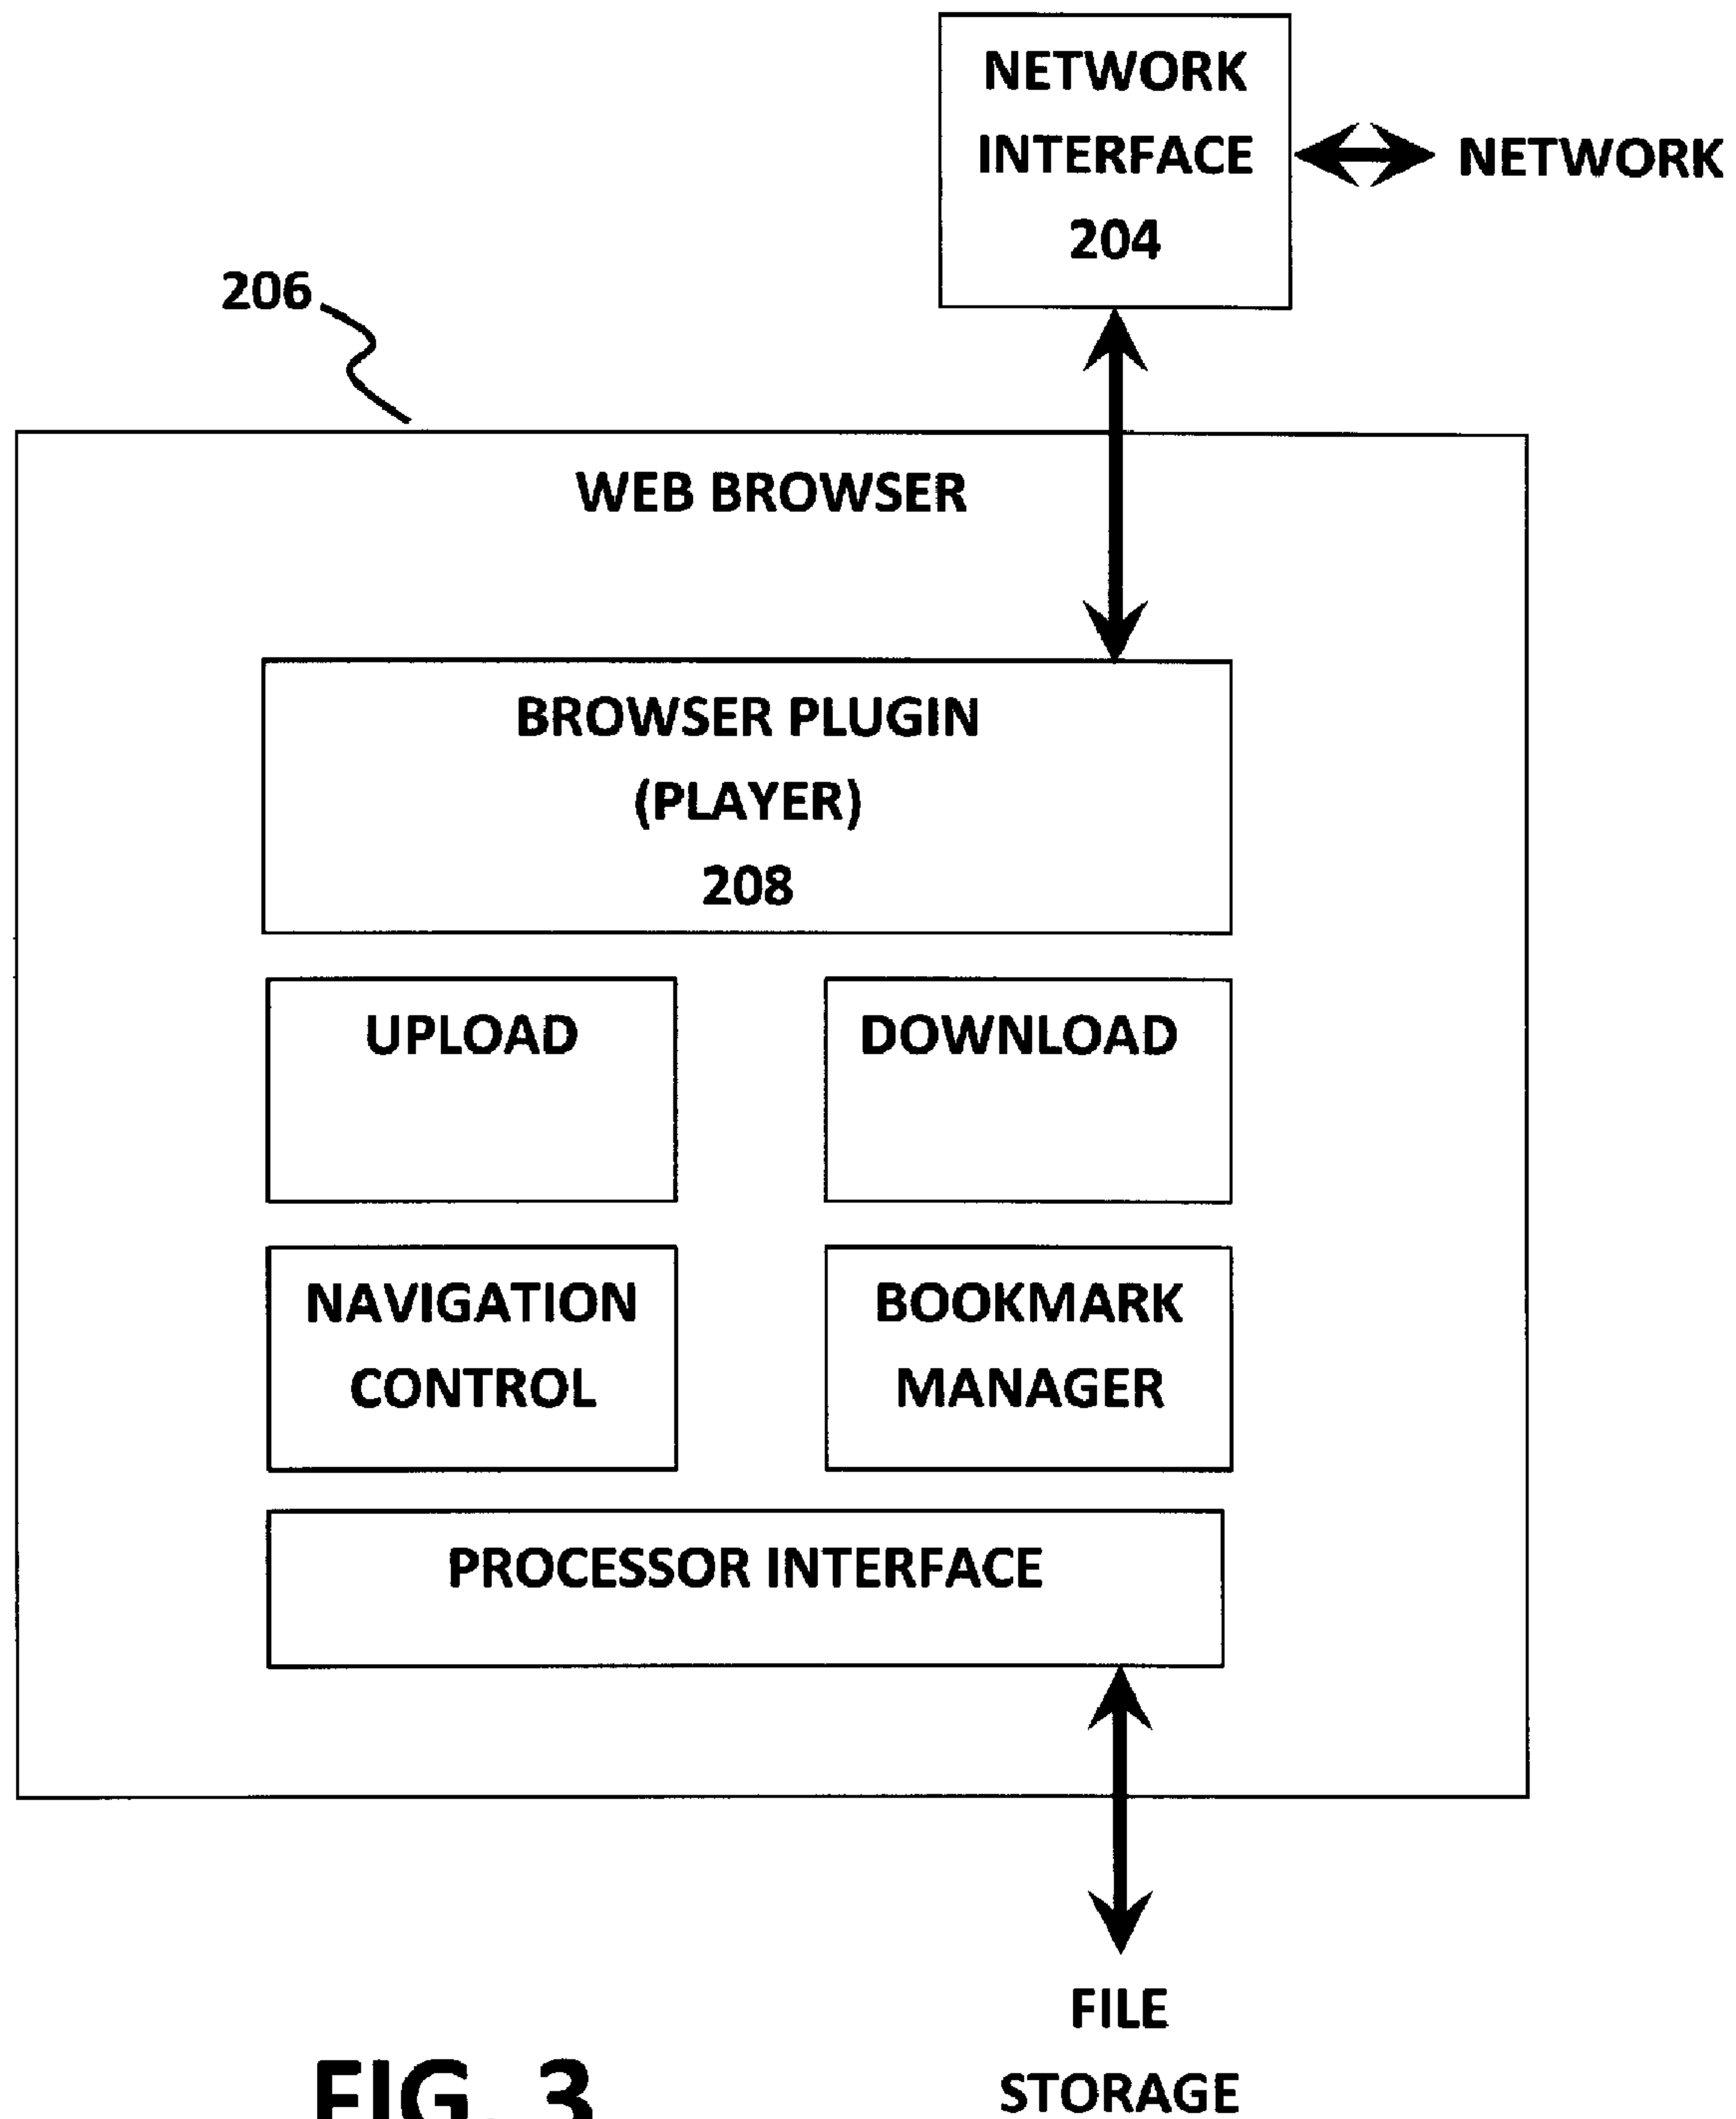 NETWORK
INTERFACE
204
NETWORK
206
WEB BROWSER
BROWSER PLUGIN
(PLAYER)
208
UPLOAD
DOWNLOAD
NAVIGATION
CONTROL
BOOKMARK
MANAGER
PROCESSOR INTERFACE
FILE
STORAGE
FIG. 3